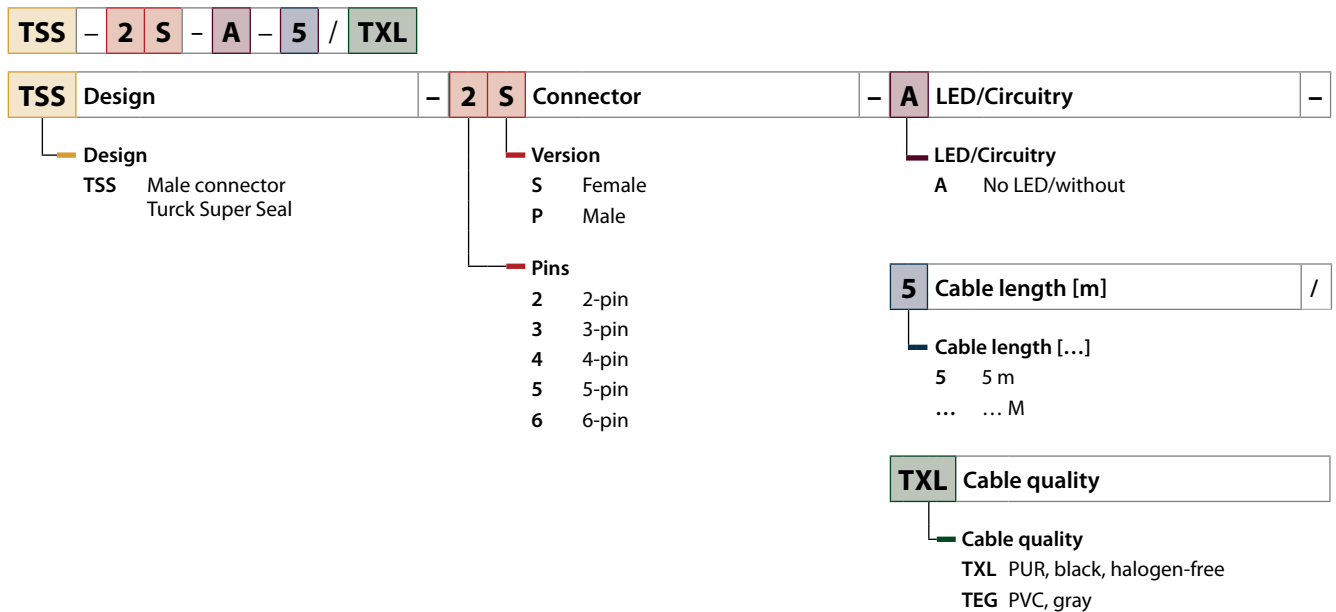 TSS – 2 S – A – 5 / TXL
TSS Design – 2 S Connector – A LED/Circuitry –
Design
TSS Male connector
Turck Super Seal
Version
S Female
P Male
Pins
2 2-pin
3 3-pin
4 4-pin
5 5-pin
6 6-pin
LED/Circuitry
A No LED/without
5 Cable length [m] /
Cable length […]
5 5 m
… … M
TXL Cable quality
Cable quality
TXL PUR, black, halogen-free
TEG PVC, gray